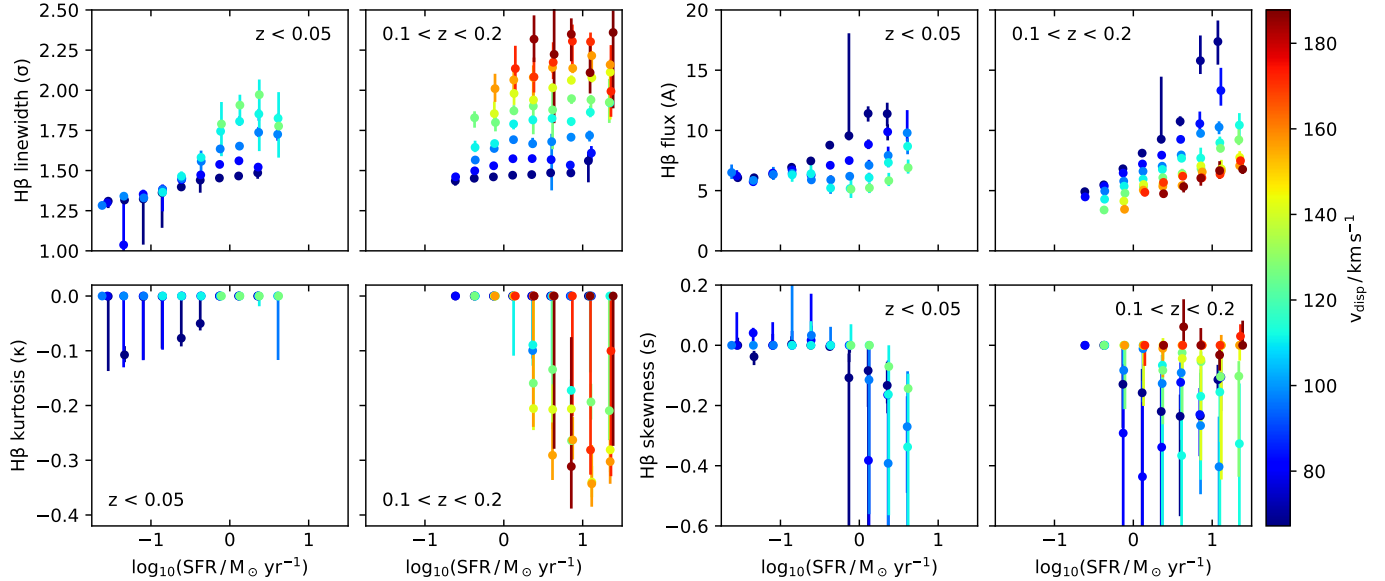 2.50
2.25
2.00
1.75
1.50
1.25
1.00
Hβ linewidth (σ)
z < 0.05
0.1 < z < 0.2
20
15
10
5
0
Hβ flux (A)
z < 0.05
0.1 < z < 0.2
0.0
−0.1
−0.2
−0.3
−0.4
Hβ kurtosis (κ)
z < 0.05
0.1 < z < 0.2
−1 0 1
−1 0 1
log₁₀(SFR / M⊙ yr⁻¹)
log₁₀(SFR / M⊙ yr⁻¹)
0.2
0.0
−0.2
−0.4
−0.6
Hβ skewness (s)
z < 0.05
0.1 < z < 0.2
−1 0 1
−1 0 1
log₁₀(SFR / M⊙ yr⁻¹)
log₁₀(SFR / M⊙ yr⁻¹)
180
160
140
120
100
80
v_disp / km s⁻¹